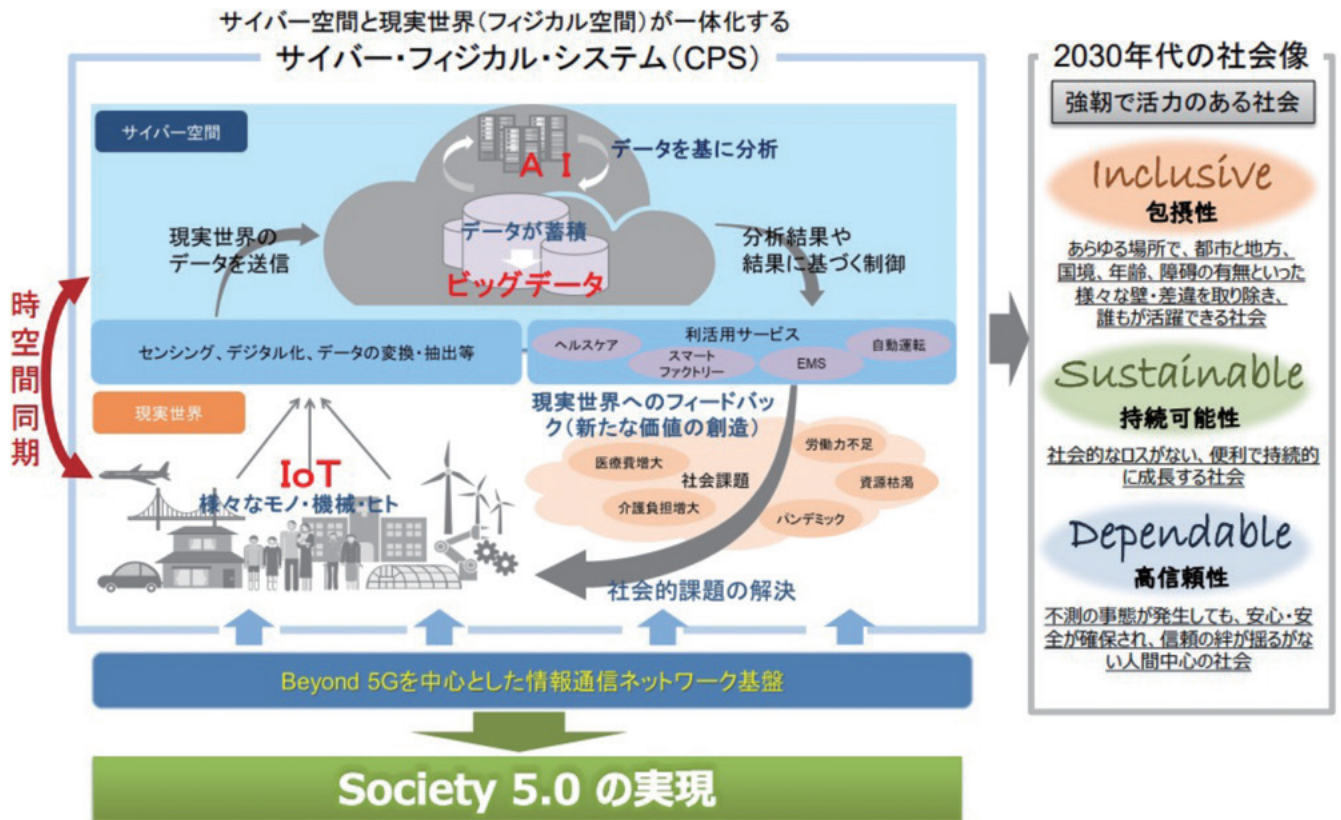 サイバー空間と現実世界(フィジカル空間)が一体化する
サイバー・フィジカル・システム(CPS)
サイバー空間
AI
データを基に分析
データが蓄積
ビッグデータ
現実世界の
データを送信
分析結果や
結果に基づく制御
時空間同期
センシング、デジタル化、データの変換・抽出等
利活用サービス
ヘルスケア
スマート
ファクトリー
EMS
自動運転
現実世界
IoT
様々なモノ・機械・ヒト
現実世界へのフィードバッ
ク(新たな価値の創造)
医療費増大
社会課題
介護負担増大
労働力不足
資源枯渇
パンデミック
社会的課題の解決
Beyond 5Gを中心とした情報通信ネットワーク基盤
Society 5.0 の実現
2030年代の社会像
強靭で活力のある社会
Inclusive
包摂性
あらゆる場所で、都市と地方、
国境、年齢、障碍の有無といった
様々な壁・差違を取り除き、
誰もが活躍できる社会
Sustainable
持続可能性
社会的なロスがない、便利で持続的
に成長する社会
Dependable
高信頼性
不測の事態が発生しても、安心・安
全が確保され、信頼の絆が揺るがな
い人間中心の社会